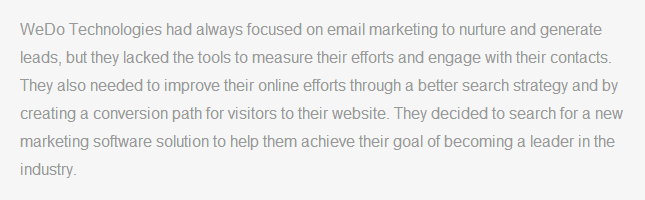 WeDo Technologies had always focused on email marketing to nurture and generate
leads, but they lacked the tools to measure their efforts and engage with their contacts.
They also needed to improve their online efforts through a better search strategy and by
creating a conversion path for visitors to their website. They decided to search for a new
marketing software solution to help them achieve their goal of becoming a leader in the
industry.